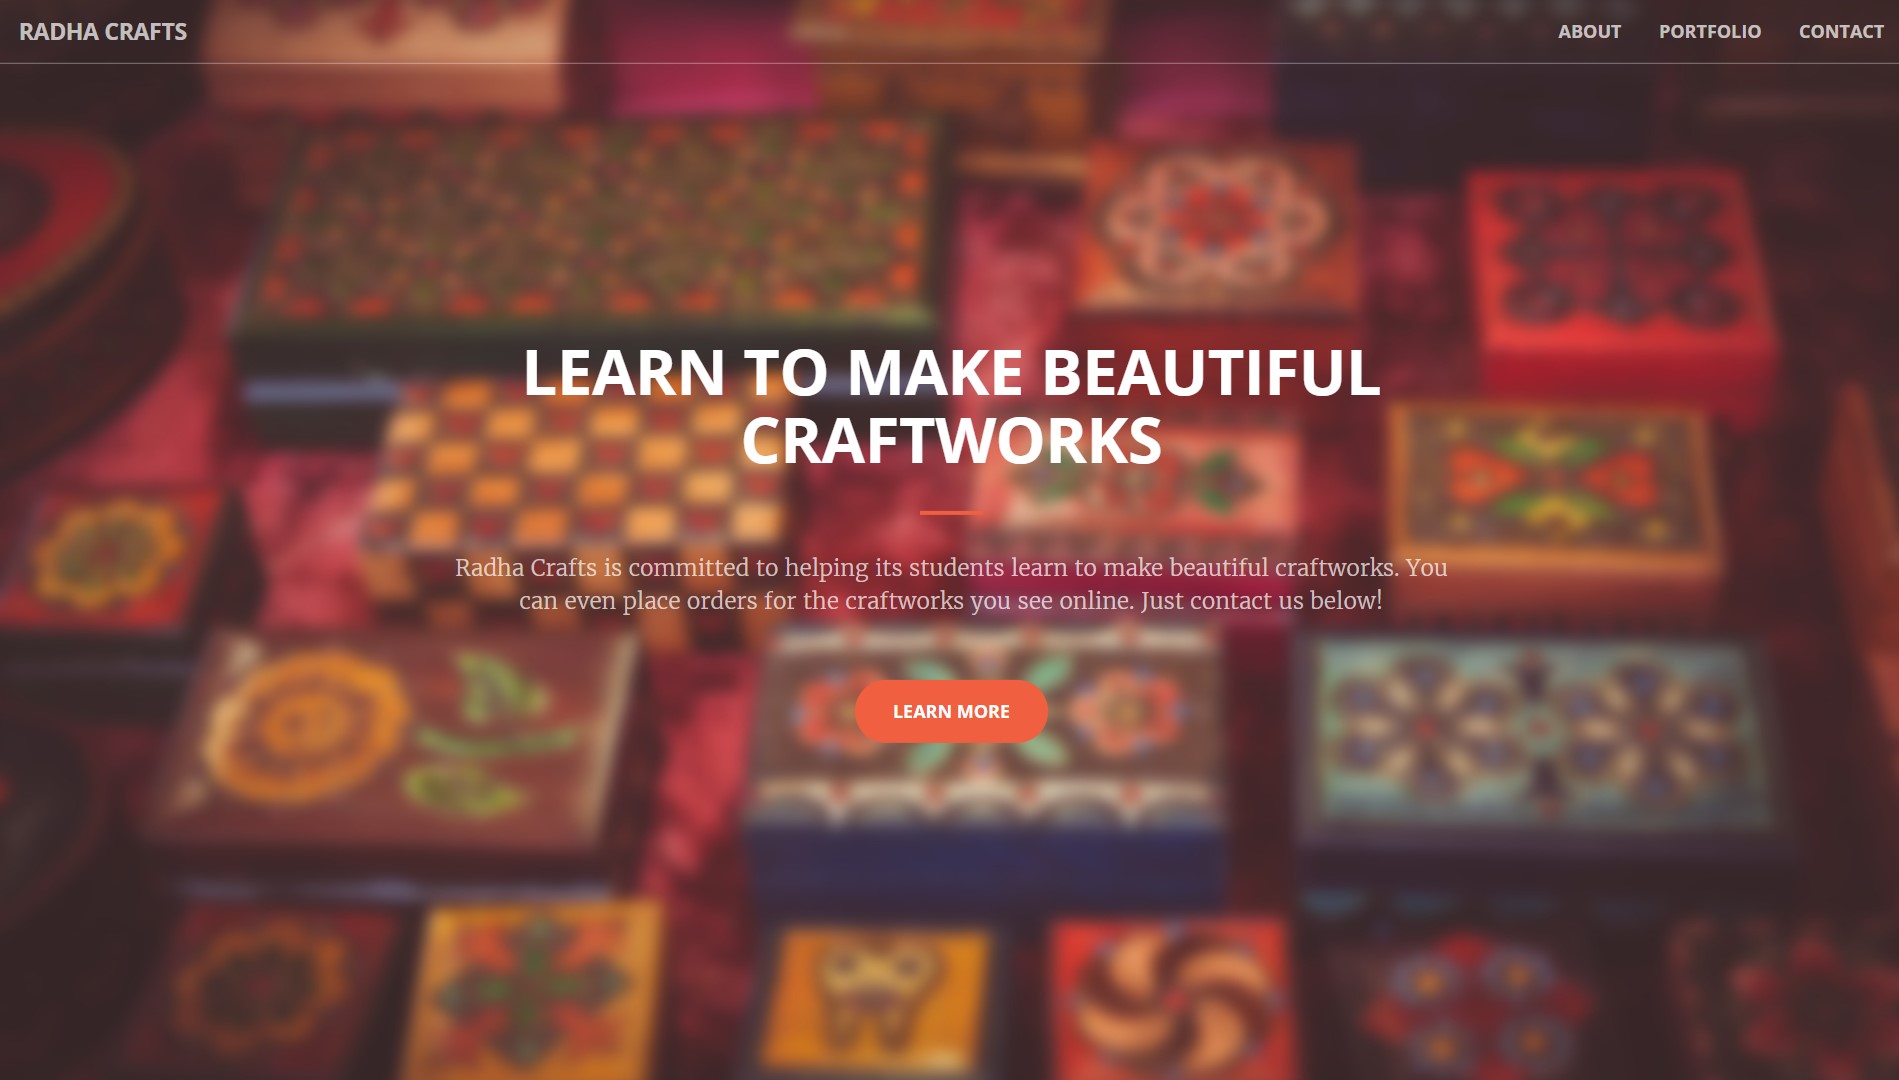 RADHA CRAFTS
ABOUT PORTFOLIO CONTACT
LEARN TO MAKE BEAUTIFUL
CRAFTWORKS
Radha Crafts is committed to helping its students learn to make beautiful craftworks. You
can even place orders for the craftworks you see online. Just contact us below!
LEARN MORE